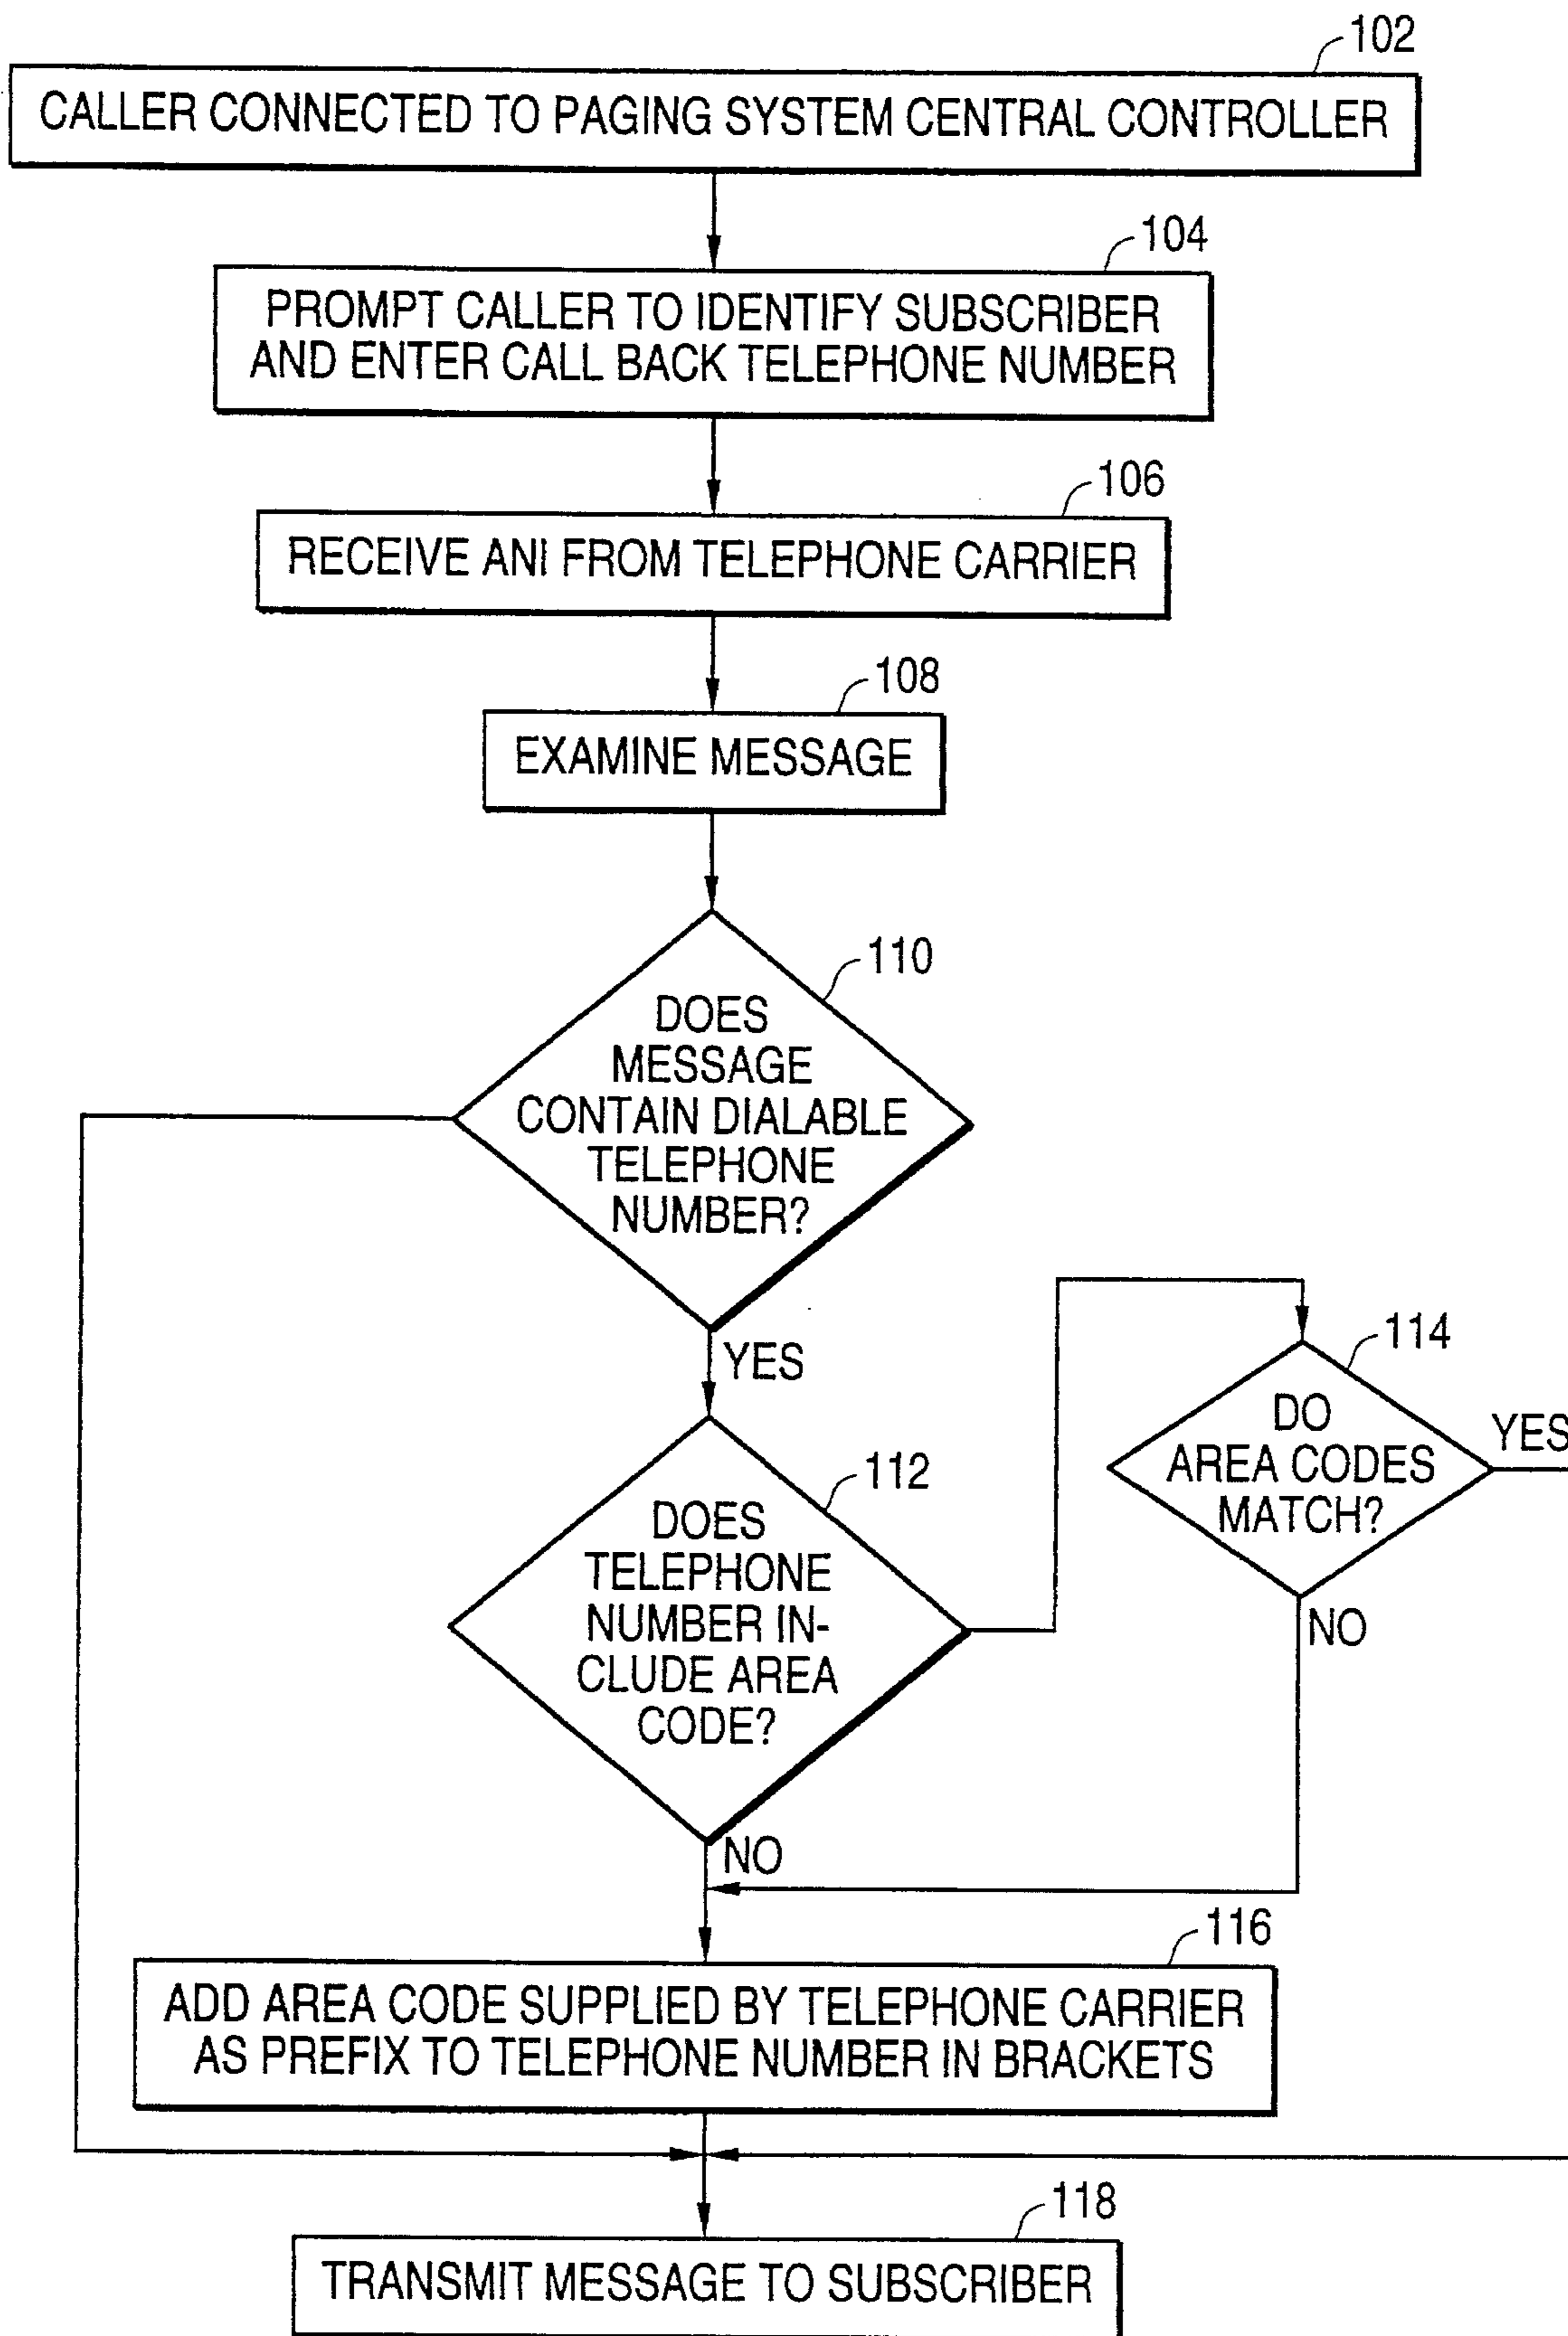 102
CALLER CONNECTED TO PAGING SYSTEM CENTRAL CONTROLLER
104
PROMPT CALLER TO IDENTIFY SUBSCRIBER
AND ENTER CALL BACK TELEPHONE NUMBER
106
RECEIVE ANI FROM TELEPHONE CARRIER
108
EXAMINE MESSAGE
110
DOES
MESSAGE
CONTAIN DIALABLE
TELEPHONE
NUMBER?
YES
114
DO
AREA CODES
MATCH?
YES
NO
112
DOES
TELEPHONE
NUMBER IN-
CLUDE AREA
CODE?
NO
116
ADD AREA CODE SUPPLIED BY TELEPHONE CARRIER
AS PREFIX TO TELEPHONE NUMBER IN BRACKETS
118
TRANSMIT MESSAGE TO SUBSCRIBER